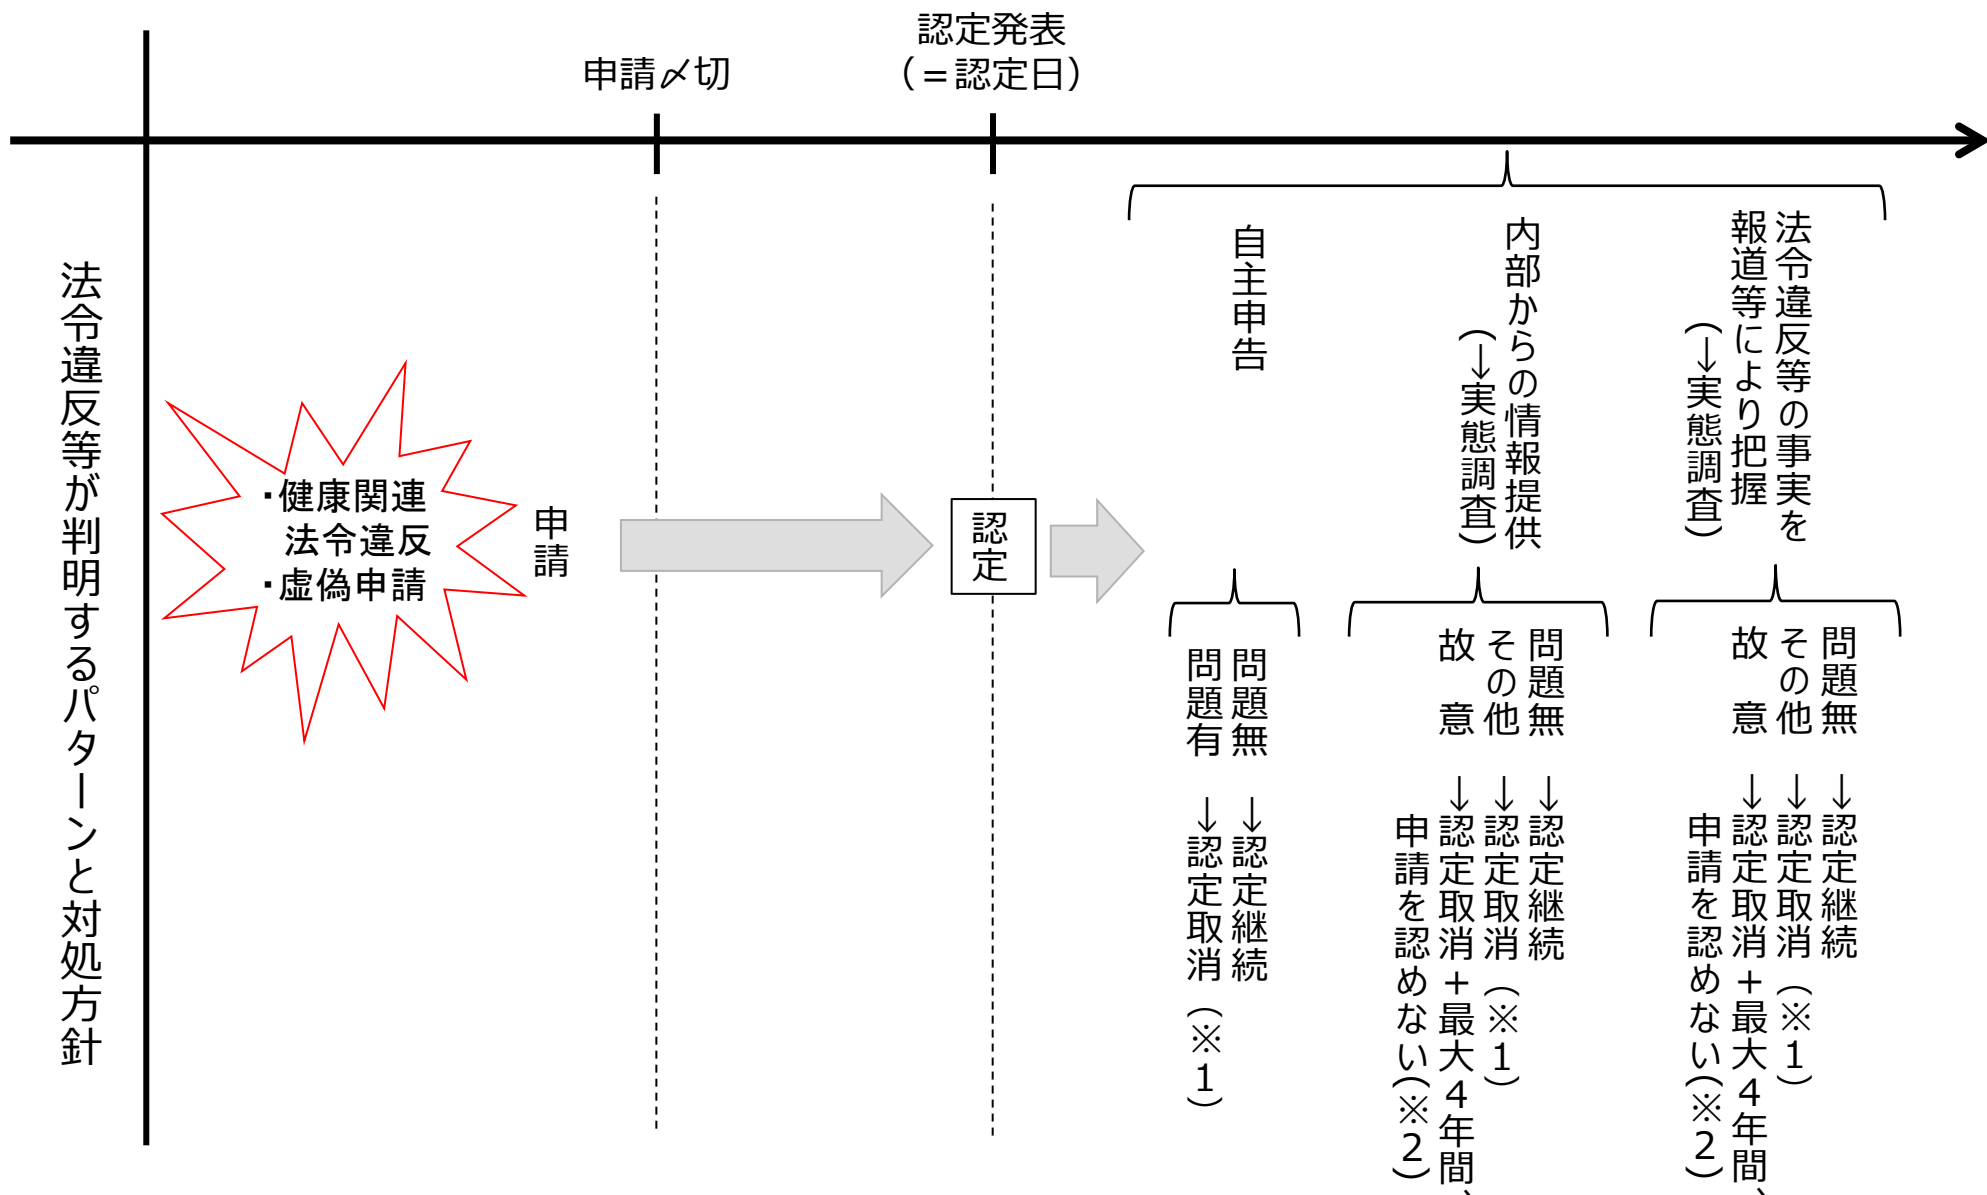 認定発表
(=認定日)
申請〆切
法令違反等が判明するパターンと対処方針
・健康関連
法令違反
・虚偽申請
申請
認定
法令違反等の事実を
報道等により把握
(→実態調査)
問題無 →認定継続
その他 →認定取消(※1)
故 意 →認定取消+最大4年間、
申請を認めない(※2)
内部からの情報提供
(→実態調査)
問題無 →認定継続
その他 →認定取消(※1)
故 意 →認定取消+最大4年間、
申請を認めない(※2)
自主申告
問題無 →認定継続
問題有 →認定取消(※1)